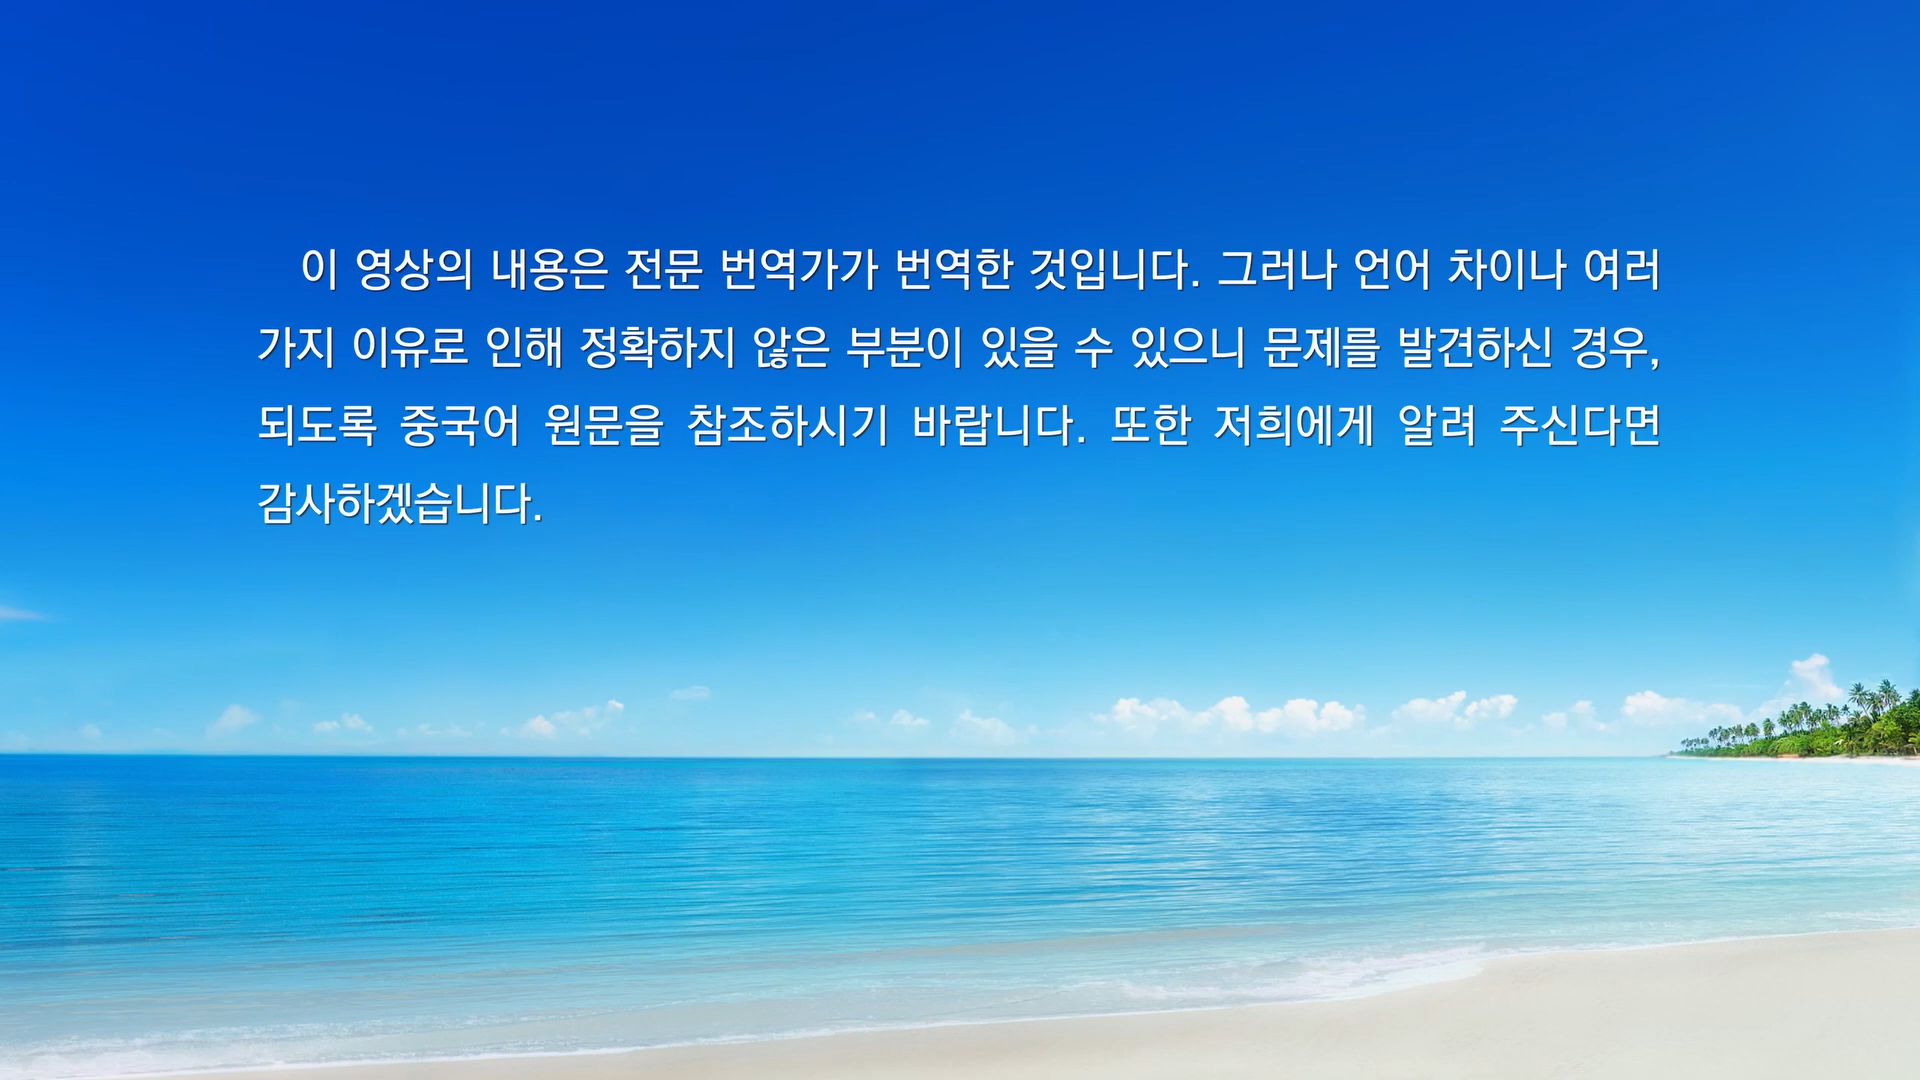 이 영상의 내용은 전문 번역가가 번역한 것입니다. 그러나 언어 차이나 여러
가지 이유로 인해 정확하지 않은 부분이 있을 수 있으니 문제를 발견하신 경우,
되도록 중국어 원문을 참조하시기 바랍니다. 또한 저희에게 알려 주신다면
감사하겠습니다.